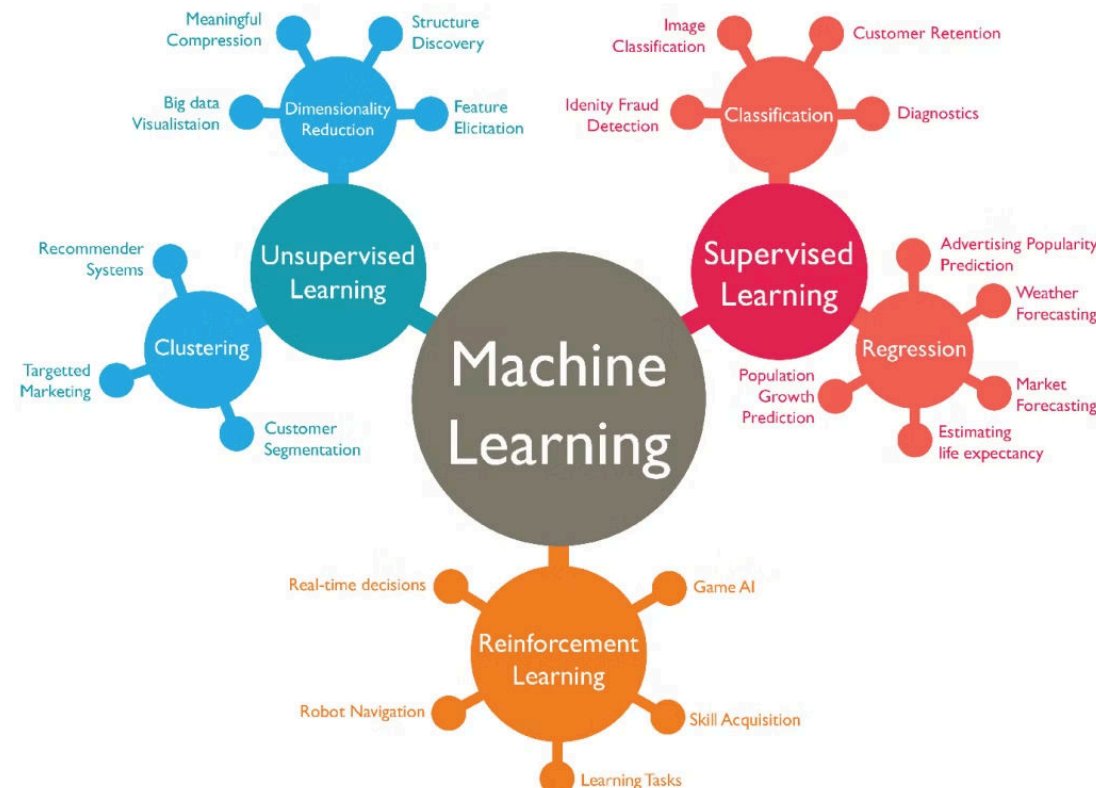 Meaningful
Compression
Structure
Discovery
Big data
Visualistaion
Dimensionality
Reduction
Feature
Elicitation
Unsupervised
Learning
Recommender
Systems
Clustering
Targetted
Marketing
Customer
Segmentation
Machine
Learning
Image
Classification
Customer Retention
Idenity Fraud
Detection
Classification
Diagnostics
Supervised
Learning
Advertising Popularity
Prediction
Weather
Forecasting
Regression
Population
Growth
Prediction
Market
Forecasting
Estimating
life expectancy
Real-time decisions
Game AI
Reinforcement
Learning
Robot Navigation
Skill Acquisition
Learning Tasks